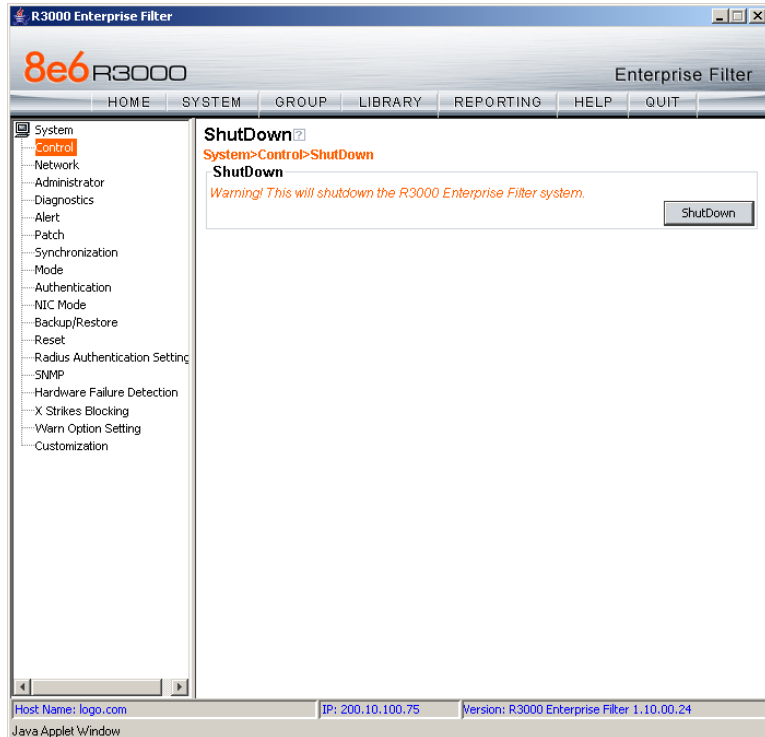 R3000 Enterprise Filter
8e6 R3000
Enterprise Filter
HOME SYSTEM GROUP LIBRARY REPORTING HELP QUIT
System
Control
Network
Administrator
Diagnostics
Alert
Patch
Synchronization
Mode
Authentication
NIC Mode
Backup/Restore
Reset
Radius Authentication Setting
SNMP
Hardware Failure Detection
X Strikes Blocking
Warn Option Setting
Customization
ShutDown ?
System>Control>ShutDown
ShutDown
Warning! This will shutdown the R3000 Enterprise Filter system.
ShutDown
Host Name: logo.com IP: 200.10.100.75 Version: R3000 Enterprise Filter 1.10.00.24
Java Applet Window